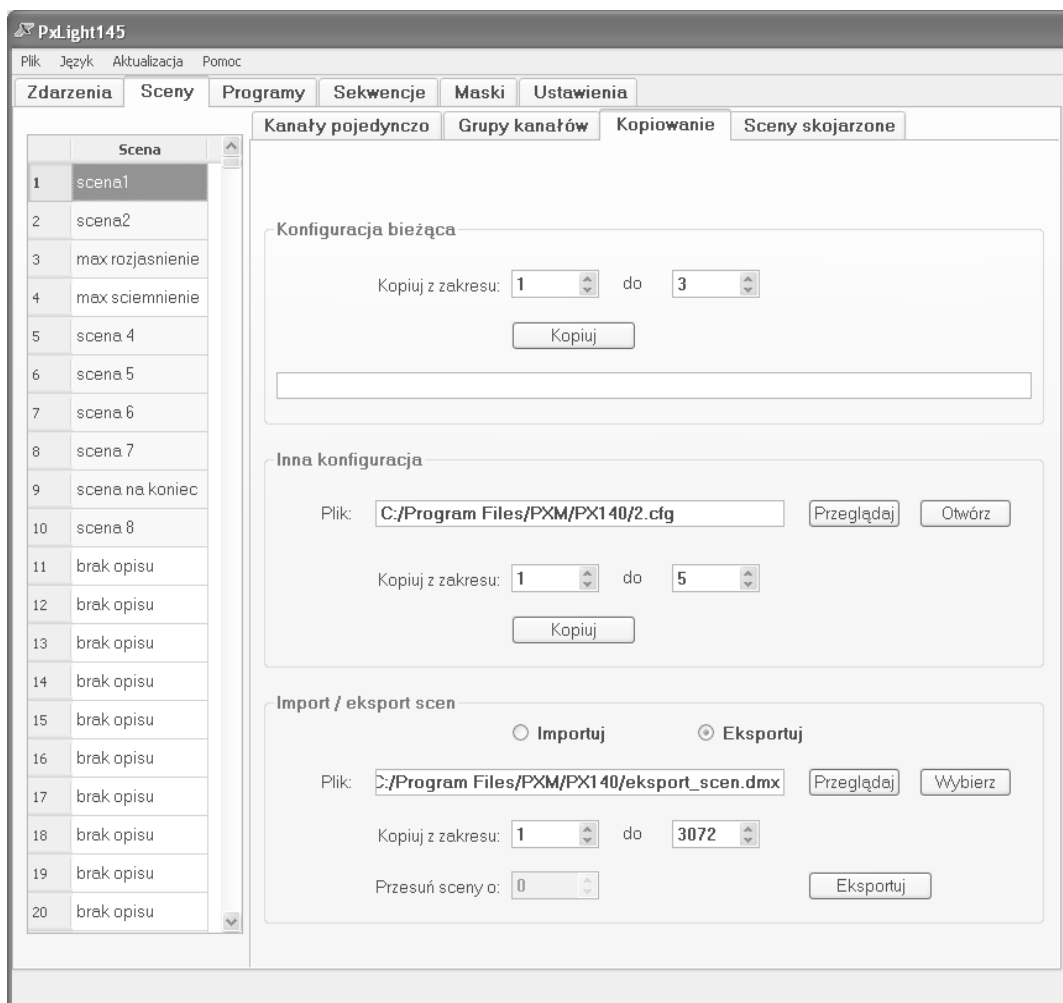 PxLight145
Plik Język Aktualizacja Pomoc
Zdarzenia Sceny Programy Sekwencje Maski Ustawienia
Kanały pojedynczo Grupy kanałów Kopiowanie Sceny skojarzone
Scena
1 scena1
2 scena2
3 max rozjasnienie
4 max sciemnienie
5 scena 4
6 scena 5
7 scena 6
8 scena 7
9 scena na koniec
10 scena 8
11 brak opisu
12 brak opisu
13 brak opisu
14 brak opisu
15 brak opisu
16 brak opisu
17 brak opisu
18 brak opisu
19 brak opisu
20 brak opisu
Konfiguracja bieżąca
Kopiuj z zakresu: 1 do 3
Kopiuj
Inna konfiguracja
Plik: C:/Program Files/PXM/PX140/2.cfg Przeglądaj Otwórz
Kopiuj z zakresu: 1 do 5
Kopiuj
Import / eksport scen
Importuj Eksportuj
Plik: C:/Program Files/PXM/PX140/eksport_scen.dmx Przeglądaj Wybierz
Kopiuj z zakresu: 1 do 3072
Przesuń sceny o: 0 Eksportuj